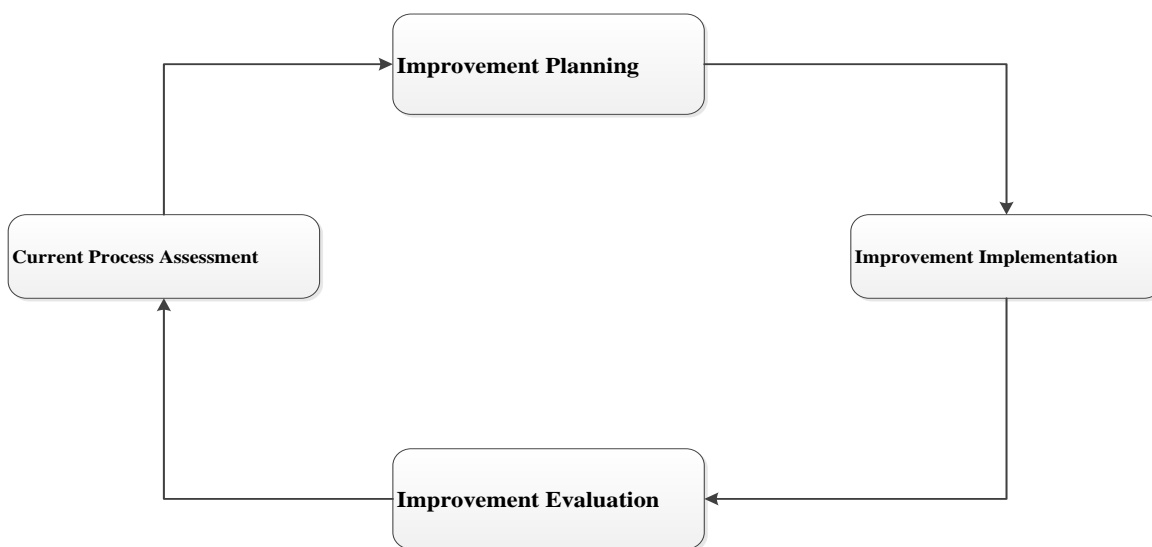 Improvement Planning
Current Process Assessment
Improvement Implementation
Improvement Evaluation